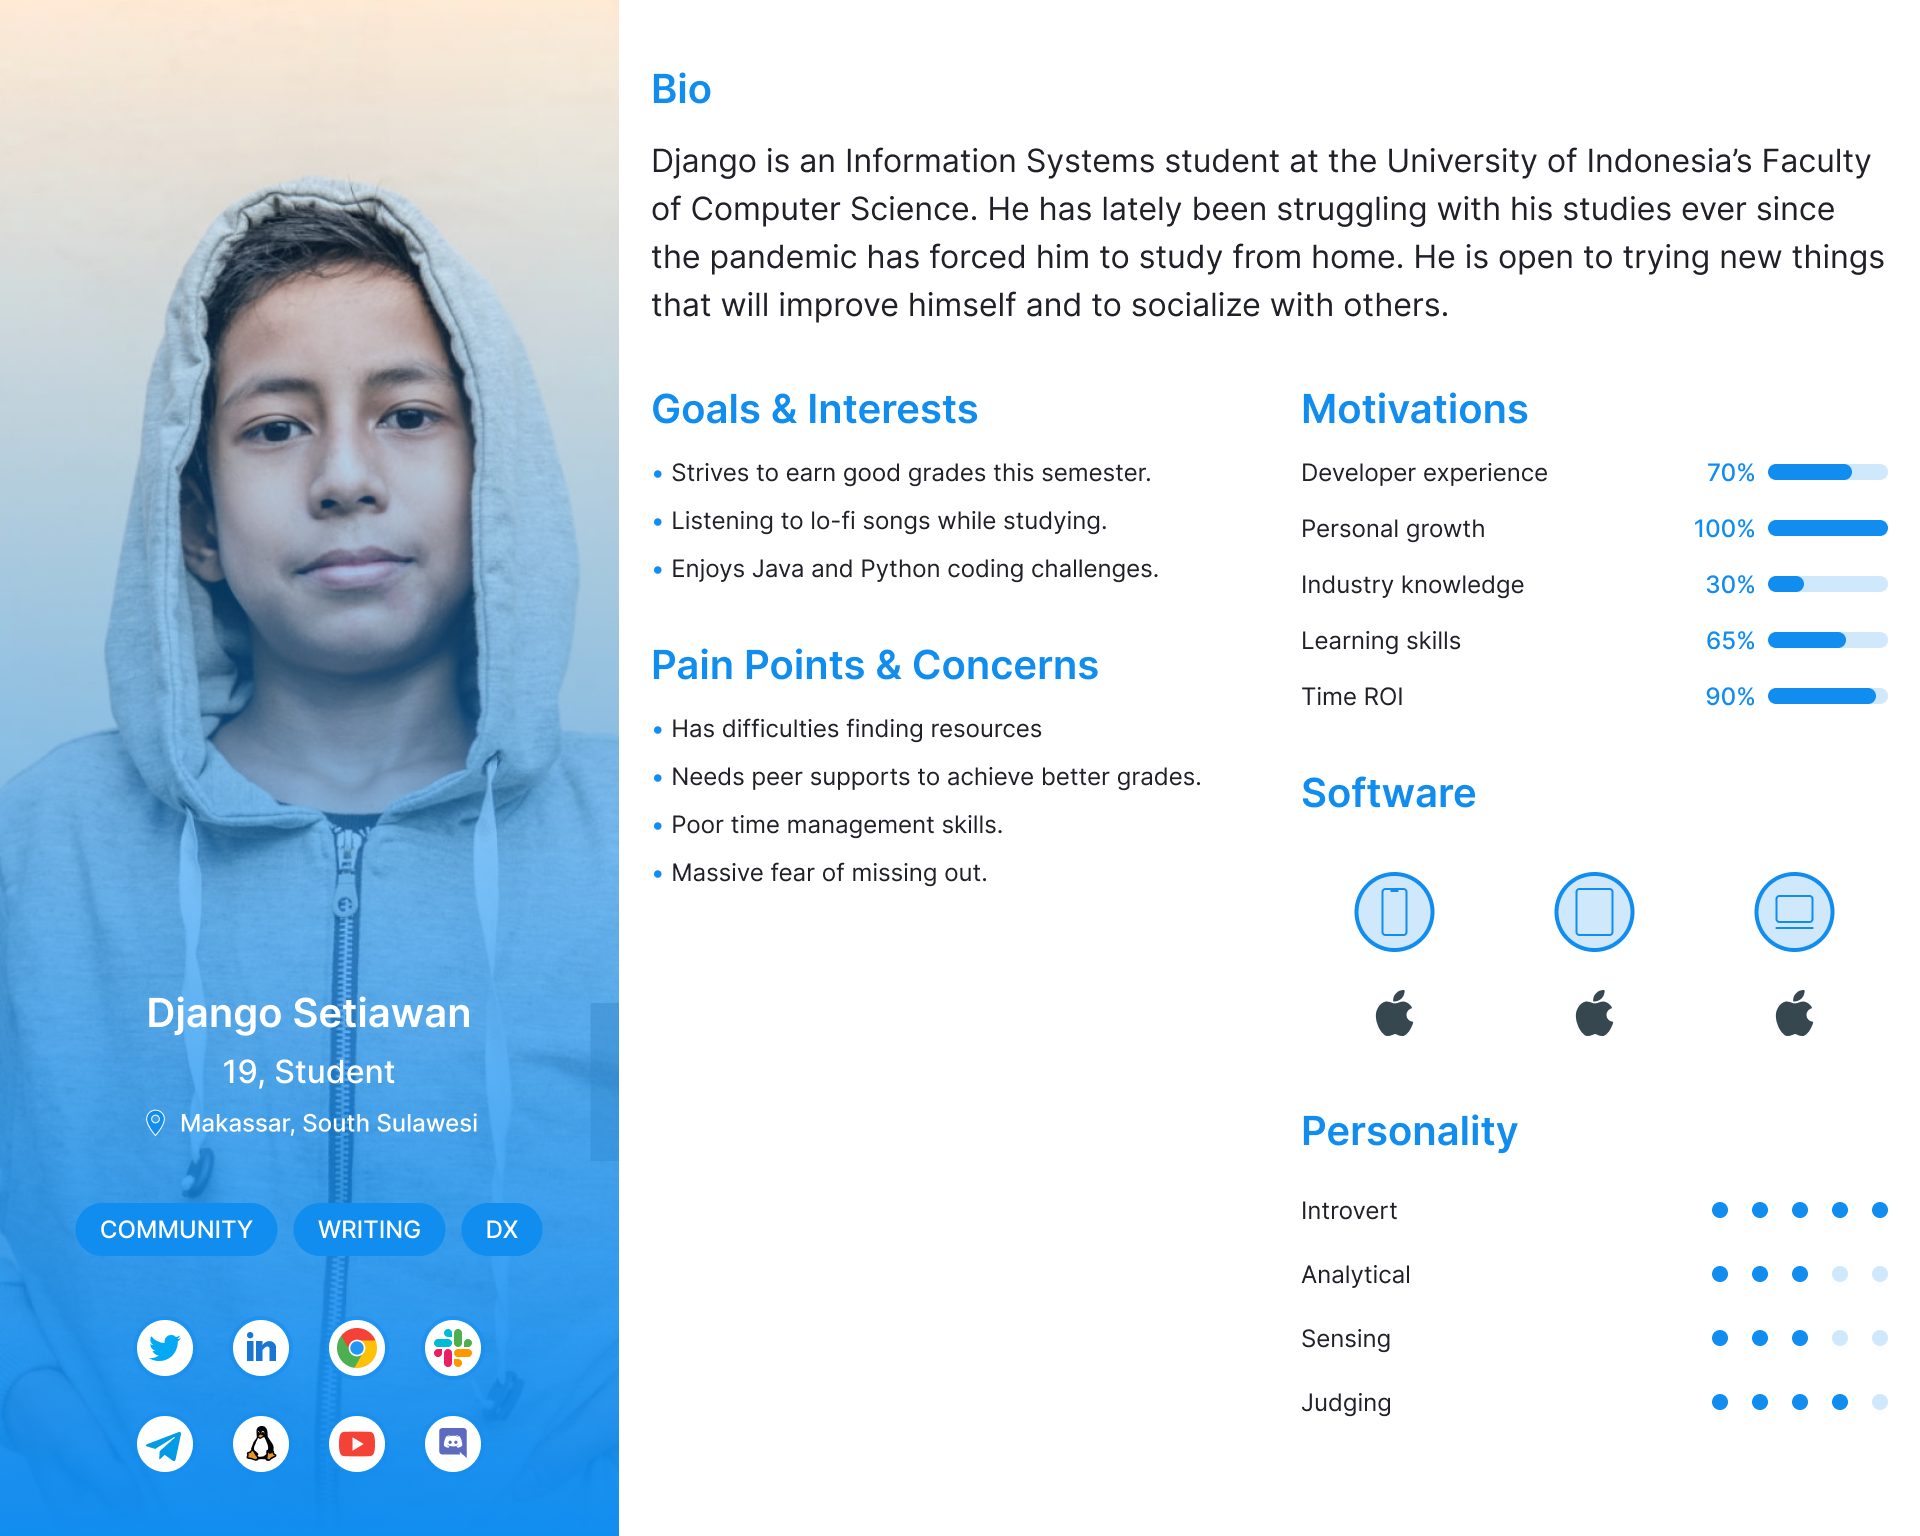 Django Setiawan
19, Student
Makassar, South Sulawesi
COMMUNITY
WRITING
DX
in
Bio
Django is an Information Systems student at the University of Indonesia’s Faculty
of Computer Science. He has lately been struggling with his studies ever since
the pandemic has forced him to study from home. He is open to trying new things
that will improve himself and to socialize with others.
Goals & Interests
• Strives to earn good grades this semester.
• Listening to lo-fi songs while studying.
• Enjoys Java and Python coding challenges.
Pain Points & Concerns
• Has difficulties finding resources
• Needs peer supports to achieve better grades.
• Poor time management skills.
• Massive fear of missing out.
Motivations
Developer experience 70%
Personal growth 100%
Industry knowledge 30%
Learning skills 65%
Time ROI 90%
Software
Personality
Introvert
Analytical
Sensing
Judging